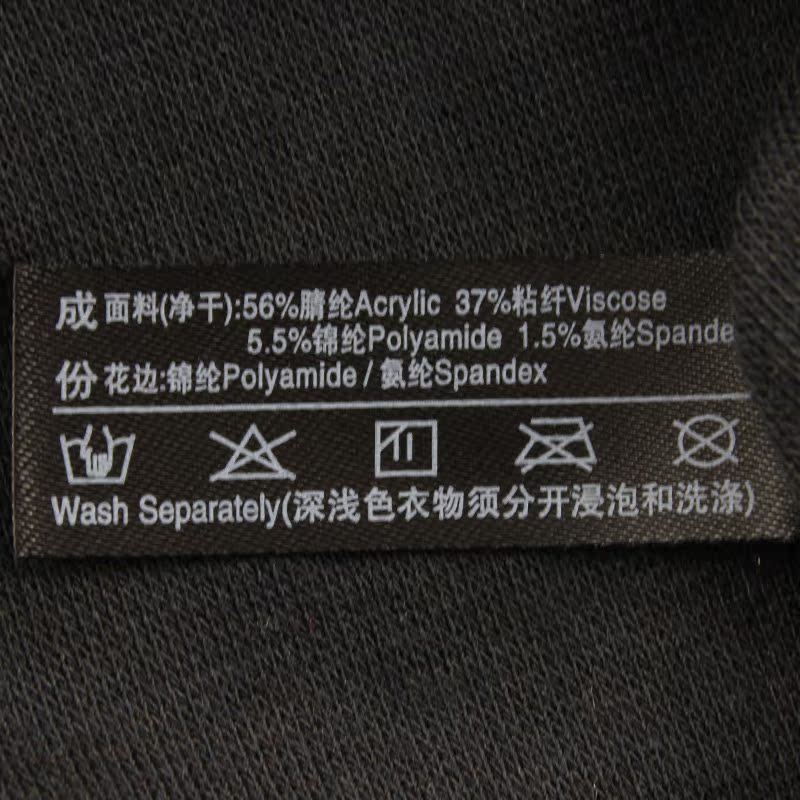 成 面料(净干):56%腈纶Acrylic 37%粘纤Viscose
5.5%锦纶Polyamide 1.5%氨纶Spande
份 花边:锦纶Polyamide / 氨纶Spandex
Wash Separately(深浅色衣物须分开浸泡和洗涤)